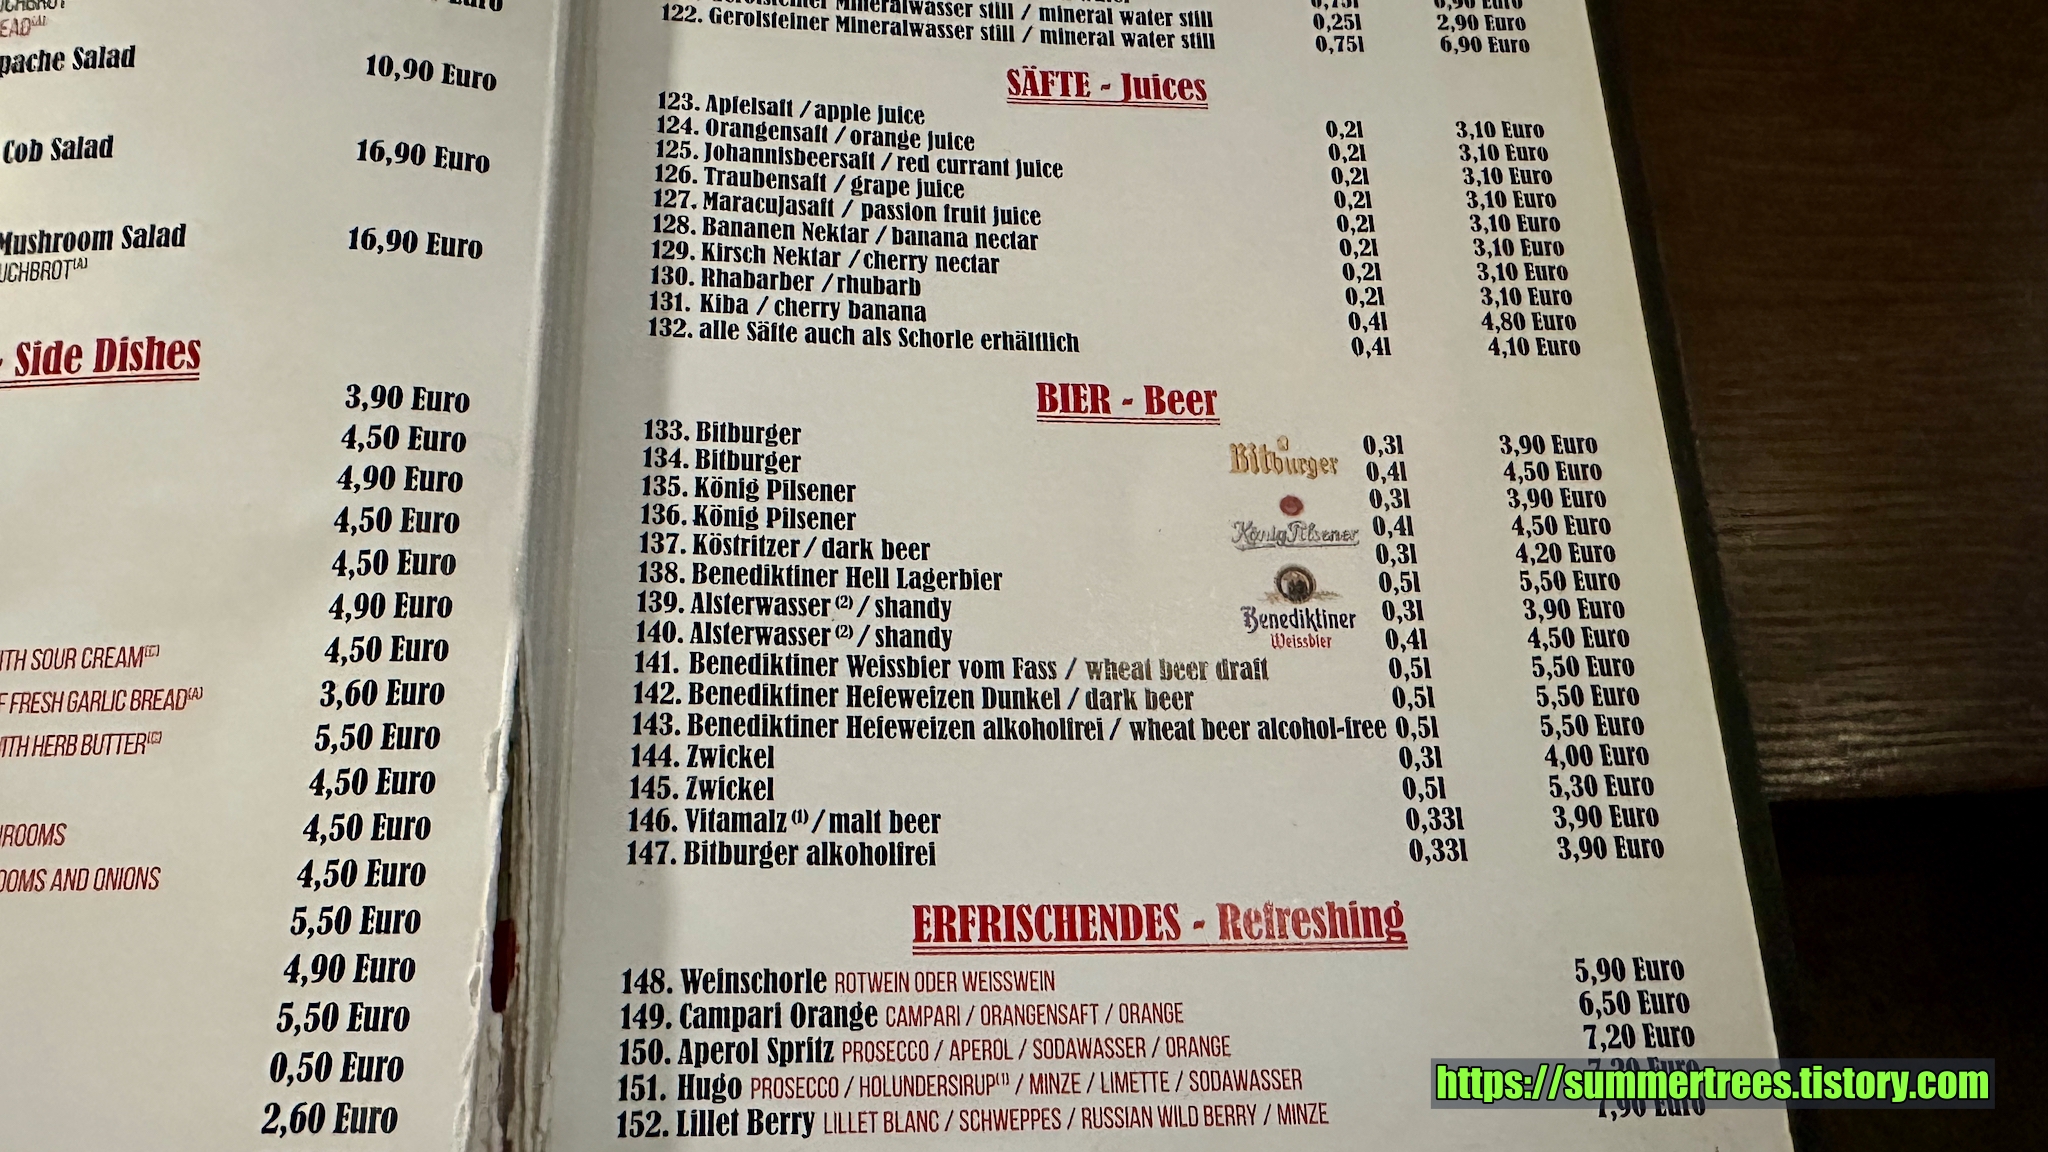 EAD(A)
pache Salad 10,90 Euro
Cob Salad 16,90 Euro
Mushroom Salad 16,90 Euro
UCHBROT(A)
- Side Dishes
3,90 Euro
4,50 Euro
4,90 Euro
4,50 Euro
4,50 Euro
4,90 Euro
ITH SOUR CREAM(C) 4,50 Euro
F FRESH GARLIC BREAD(A) 3,60 Euro
ITH HERB BUTTER(C) 5,50 Euro
4,50 Euro
HROOMS 4,50 Euro
OOMS AND ONIONS 4,50 Euro
5,50 Euro
4,90 Euro
5,50 Euro
0,50 Euro
2,60 Euro
Gerolsteiner Mineralwasser still / mineral water still 0,25l 2,90 Euro
122. Gerolsteiner Mineralwasser still / mineral water still 0,75l 6,90 Euro
SÄFTE - Juices
123. Apfelsaft / apple juice 0,2l 3,10 Euro
124. Orangensaft / orange juice 0,2l 3,10 Euro
125. Johannisbeersaft / red currant juice 0,2l 3,10 Euro
126. Traubensaft / grape juice 0,2l 3,10 Euro
127. Maracujasaft / passion fruit juice 0,2l 3,10 Euro
128. Bananen Nektar / banana nectar 0,2l 3,10 Euro
129. Kirsch Nektar / cherry nectar 0,2l 3,10 Euro
130. Rhabarber / rhubarb 0,2l 3,10 Euro
131. Kiba / cherry banana 0,4l 4,80 Euro
132. alle Säfte auch als Schorle erhältlich 0,4l 4,10 Euro
BIER - Beer
133. Bitburger 0,3l 3,90 Euro
134. Bitburger Bitburger 0,4l 4,50 Euro
135. König Pilsener 0,3l 3,90 Euro
136. König Pilsener König Pilsener 0,4l 4,50 Euro
137. Köstritzer / dark beer 0,3l 4,20 Euro
138. Benediktiner Hell Lagerbier 0,5l 5,50 Euro
139. Alsterwasser (2) / shandy Benediktiner 0,3l 3,90 Euro
140. Alsterwasser (2) / shandy Weissbier 0,4l 4,50 Euro
141. Benediktiner Weissbier vom Fass / wheat beer draft 0,5l 5,50 Euro
142. Benediktiner Hefeweizen Dunkel / dark beer 0,5l 5,50 Euro
143. Benediktiner Hefeweizen alkoholfrei / wheat beer alcohol-free 0,5l 5,50 Euro
144. Zwickel 0,3l 4,00 Euro
145. Zwickel 0,5l 5,30 Euro
146. Vitamalz (1) / malt beer 0,33l 3,90 Euro
147. Bitburger alkoholfrei 0,33l 3,90 Euro
ERFRISCHENDES - Refreshing
148. Weinschorle ROTWEIN ODER WEISSWEIN 5,90 Euro
149. Campari Orange CAMPARI / ORANGENSAFT / ORANGE 6,50 Euro
150. Aperol Spritz PROSECCO / APEROL / SODAWASSER / ORANGE 7,20 Euro
151. Hugo PROSECCO / HOLUNDERSIRUP(1) / MINZE / LIMETTE / SODAWASSER
152. Lillet Berry LILLET BLANC / SCHWEPPES / RUSSIAN WILD BERRY / MINZE 7,90 Euro
https://summertrees.tistory.com